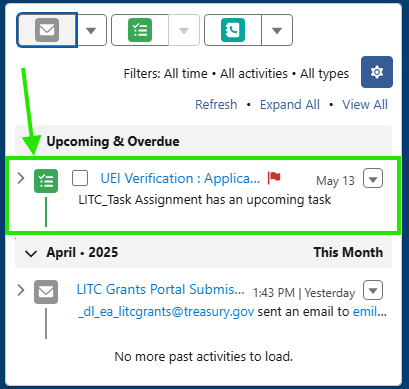 Filters: All time • All activities • All types
Refresh • Expand All • View All
Upcoming & Overdue
UEI Verification : Applica... May 13
LITC_Task Assignment has an upcoming task
April • 2025 This Month
LITC Grants Portal Submis... 1:43 PM | Yesterday
_dl_ea_litcgrants@treasury.gov sent an email to emil...
No more past activities to load.